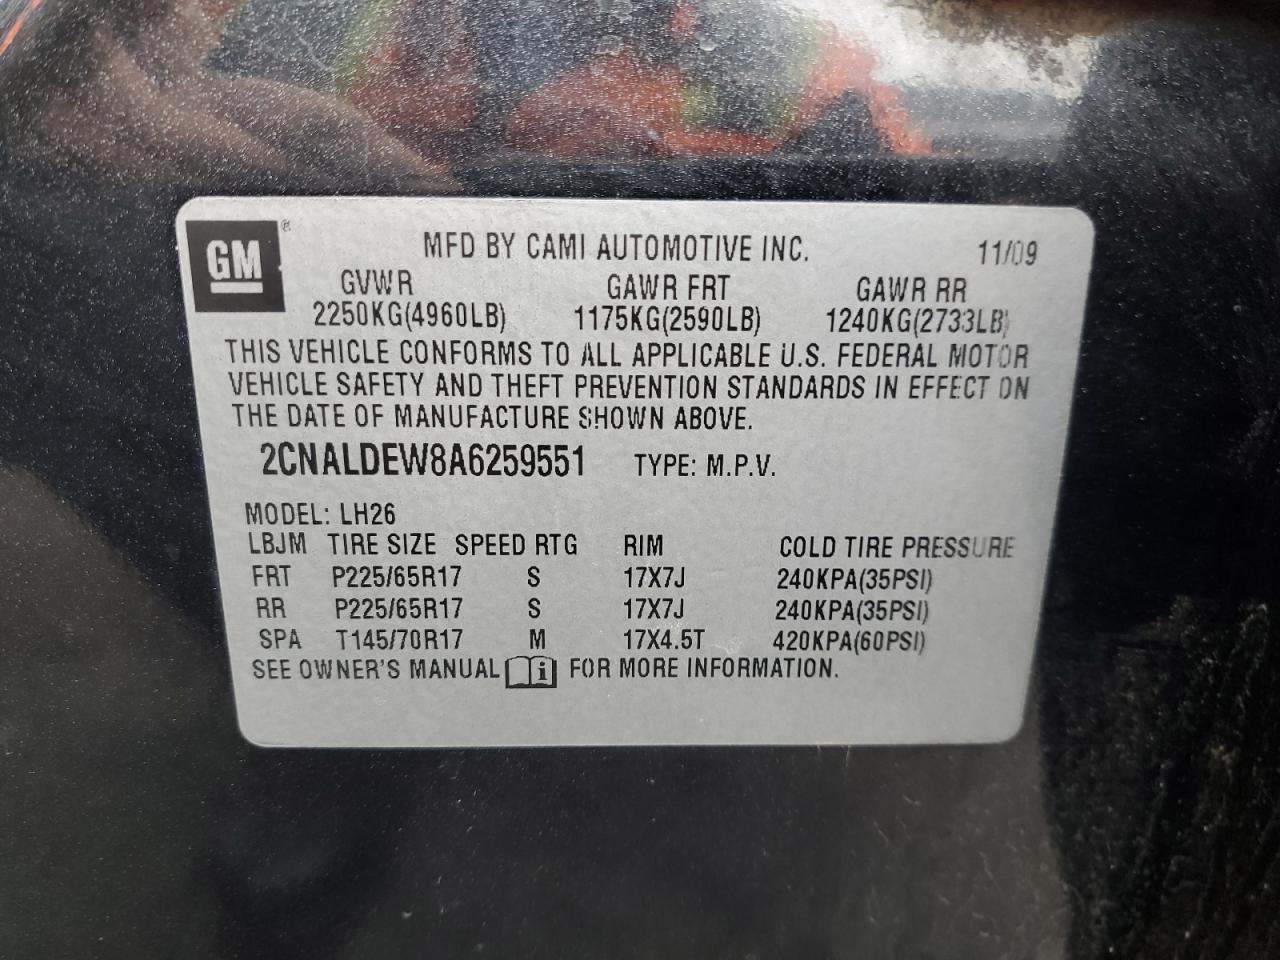 GM ®
MFD BY CAMI AUTOMOTIVE INC. 11/09
GVWR GAWR FRT GAWR RR
2250KG(4960LB) 1175KG(2590LB) 1240KG(2733LB)
THIS VEHICLE CONFORMS TO ALL APPLICABLE U.S. FEDERAL MOTOR
VEHICLE SAFETY AND THEFT PREVENTION STANDARDS IN EFFECT ON
THE DATE OF MANUFACTURE SHOWN ABOVE.
2CNALDEW8A6259551 TYPE: M.P.V.
MODEL: LH26
LBJM TIRE SIZE SPEED RTG RIM COLD TIRE PRESSURE
FRT P225/65R17 S 17X7J 240KPA(35PSI)
RR P225/65R17 S 17X7J 240KPA(35PSI)
SPA T145/70R17 M 17X4.5T 420KPA(60PSI)
SEE OWNER'S MANUAL i FOR MORE INFORMATION.